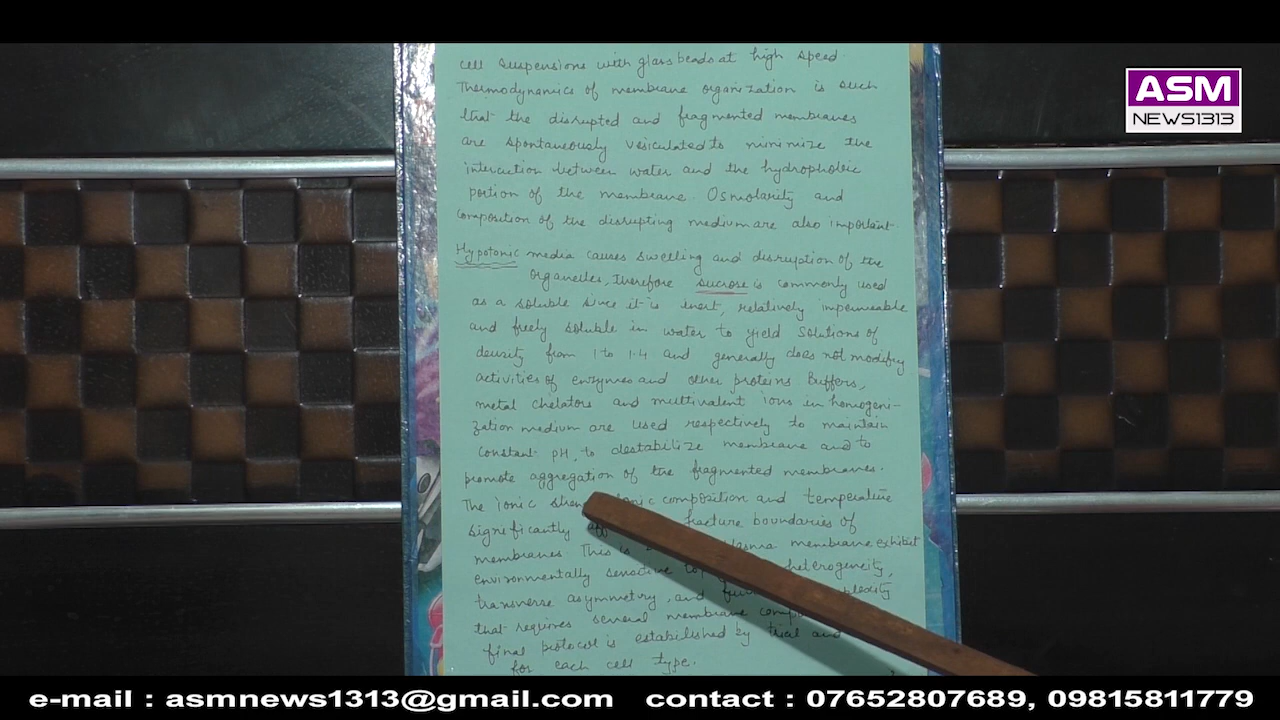 ASM
NEWS1313
cell suspensions with glass beads at high speed
Thermodynamics of membrane organization is such
that the disrupted and fragmented membranes
are spontaneously vesiculated to minimize the
interaction between water and the hydrophobic
portion of the membrane. Osmolarity and
composition of the disrupting medium are also important.
Hypotonic media causes swelling and disruption of the
organelles, therefore sucrose is commonly used
as a soluble since it is inert, relatively impermeable
and freely soluble in water to yield solutions of
density from 1 to 1.4 and generally does not modify
activities of enzymes and other proteins Buffers,
metal chelators and multivalent ions in homogeni-
zation medium are used respectively to maintain
constant pH, to destabilize membrane and to
promote aggregation of the fragmented membranes.
The ionic composition and temperature
significantly fracture boundaries of
membranes. This is membrane exhibit
environmentally sensitive heterogeneity,
transverse asymmetry, and
that requires several membrane
final protocol is established by trial and
for each cell type.
e-mail : asmnews1313@gmail.com contact : 07652807689, 09815811779